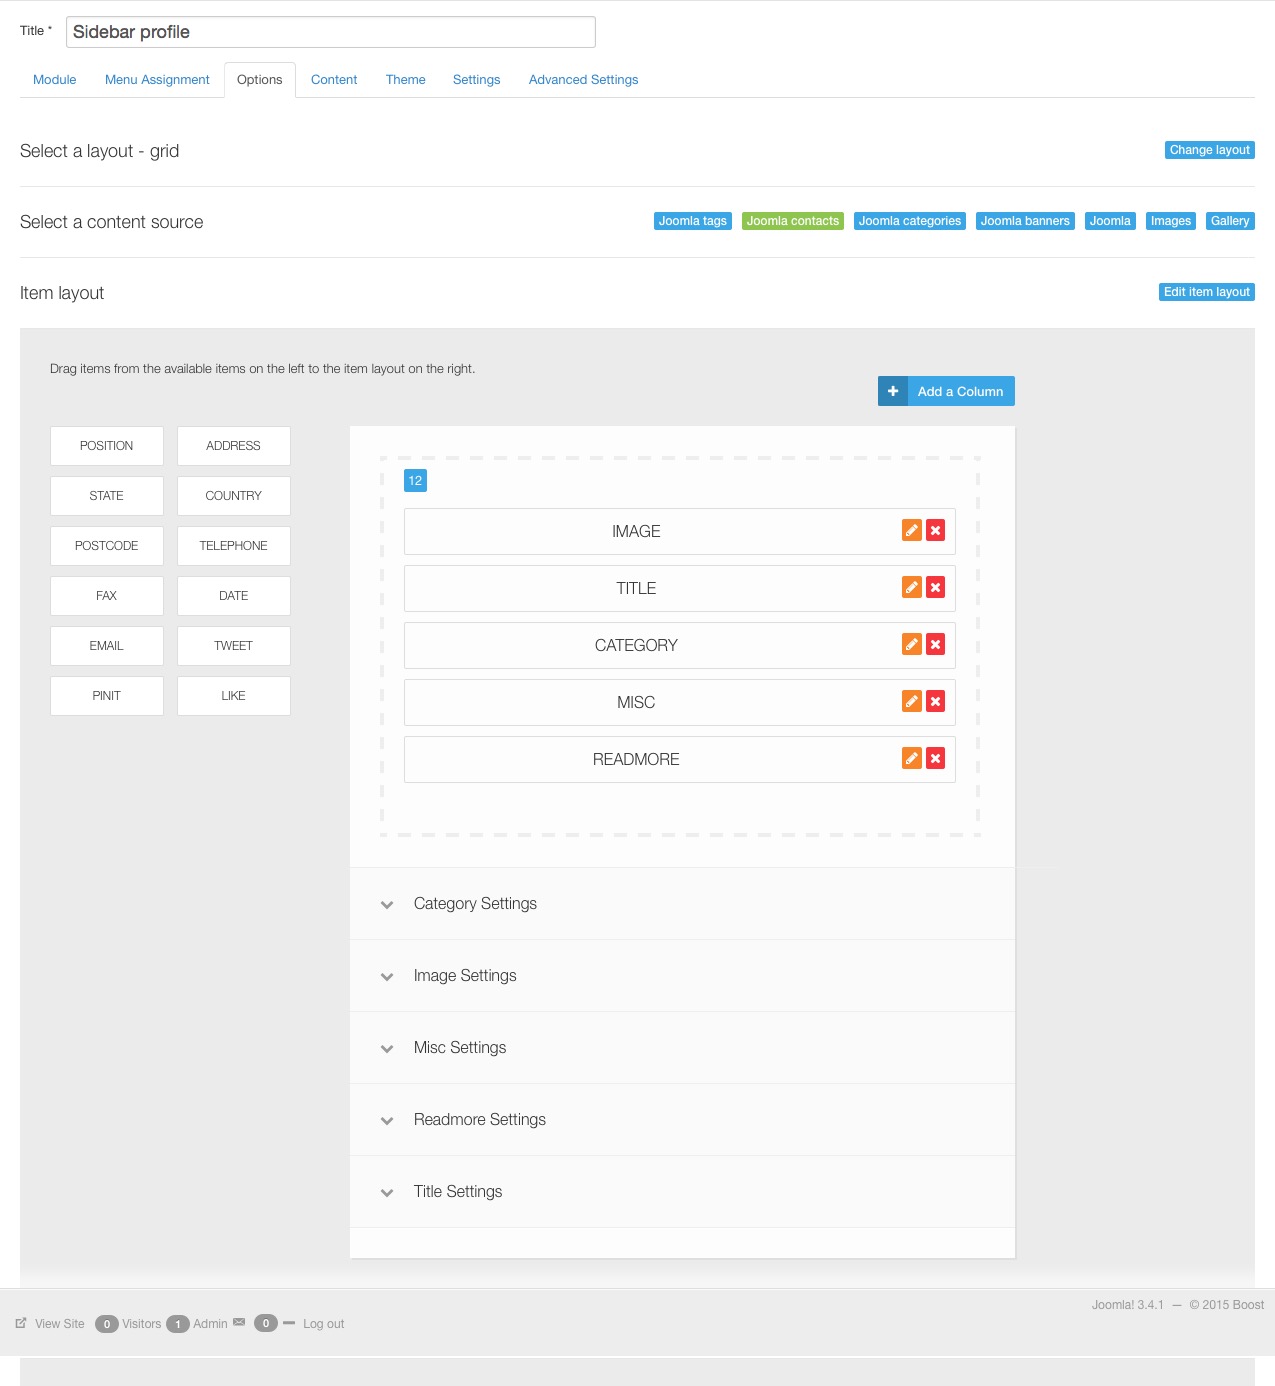 Title *
Sidebar profile
Module Menu Assignment Options Content Theme Settings Advanced Settings
Select a layout - grid
Change layout
Select a content source
Joomla tags Joomla contacts Joomla categories Joomla banners Joomla Images Gallery
Item layout
Edit item layout
Drag items from the available items on the left to the item layout on the right.
Add a Column
POSITION ADDRESS
STATE COUNTRY
POSTCODE TELEPHONE
FAX DATE
EMAIL TWEET
PINIT LIKE
12
IMAGE
TITLE
CATEGORY
MISC
READMORE
Category Settings
Image Settings
Misc Settings
Readmore Settings
Title Settings
Joomla! 3.4.1 — © 2015 Boost
View Site 0 Visitors 1 Admin 0 Log out